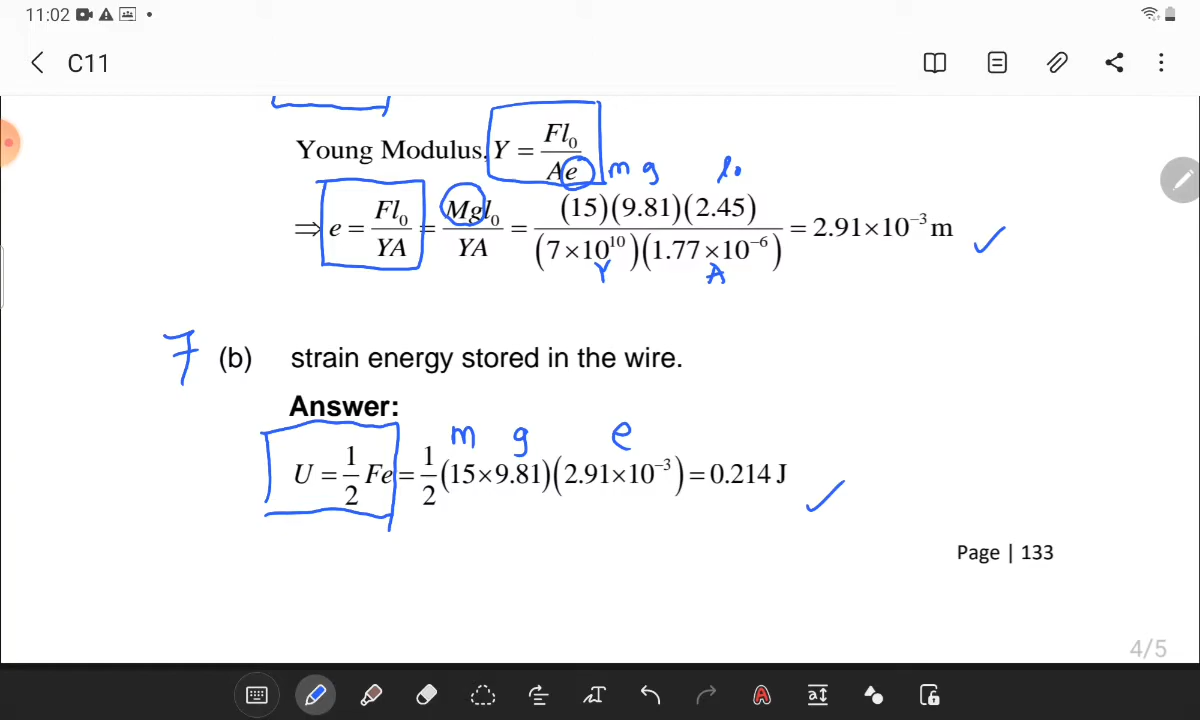 11:02
C11
Young Modulus, Y = Fl₀/Ae
m g l₀
⇒ e = Fl₀/YA = Mgl₀/YA = (15)(9.81)(2.45)/(7×10¹⁰)(1.77×10⁻⁶) = 2.91×10⁻³ m
Y A
7 (b) strain energy stored in the wire.
Answer:
m g e
U = 1/2 Fe = 1/2 (15×9.81)(2.91×10⁻³) = 0.214 J
Page | 133
4/5